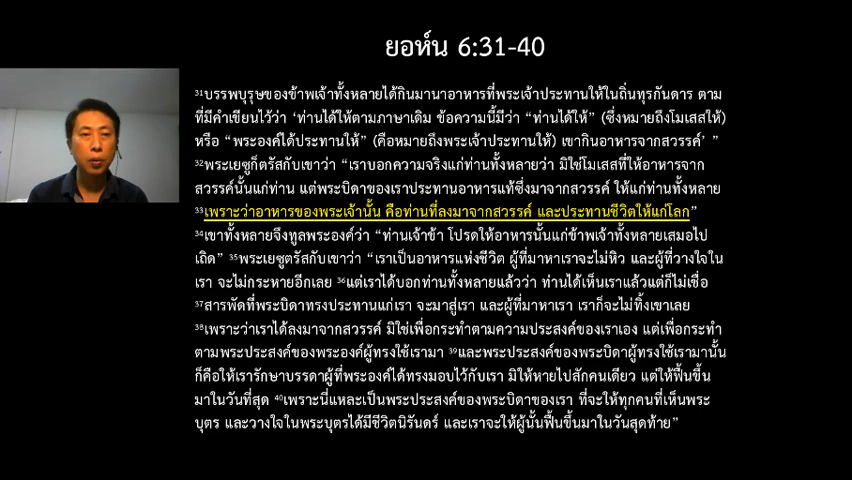 ยอห์น 6:31-40
³¹บรรพบุรุษของข้าพเจ้าทั้งหลายได้กินมานาอาหารที่พระเจ้าประทานให้ในถิ่นทุรกันดาร ตาม
ที่มีคำเขียนไว้ว่า ‘ท่านได้ให้ตามภาษาเดิม ข้อความนี้มีว่า “ท่านได้ให้” (ซึ่งหมายถึงโมเสสให้)
หรือ “พระองค์ได้ประทานให้” (คือหมายถึงพระเจ้าประทานให้) เขากินอาหารจากสวรรค์’ ”
³²พระเยซูก็ตรัสกับเขาว่า “เราบอกความจริงแก่ท่านทั้งหลายว่า มิใช่โมเสสที่ให้อาหารจาก
สวรรค์นั้นแก่ท่าน แต่พระบิดาของเราประทานอาหารแท้ซึ่งมาจากสวรรค์ ให้แก่ท่านทั้งหลาย
³³เพราะว่าอาหารของพระเจ้านั้น คือท่านที่ลงมาจากสวรรค์ และประทานชีวิตให้แก่โลก”
³⁴เขาทั้งหลายจึงทูลพระองค์ว่า “ท่านเจ้าข้า โปรดให้อาหารนั้นแก่ข้าพเจ้าทั้งหลายเสมอไป
เถิด” ³⁵พระเยซูตรัสกับเขาว่า “เราเป็นอาหารแห่งชีวิต ผู้ที่มาหาเราจะไม่หิว และผู้ที่วางใจใน
เรา จะไม่กระหายอีกเลย ³⁶แต่เราได้บอกท่านทั้งหลายแล้วว่า ท่านได้เห็นเราแล้วแต่ก็ไม่เชื่อ
³⁷สารพัดที่พระบิดาทรงประทานแก่เรา จะมาสู่เรา และผู้ที่มาหาเรา เราก็จะไม่ทิ้งเขาเลย
³⁸เพราะว่าเราได้ลงมาจากสวรรค์ มิใช่เพื่อกระทำตามความประสงค์ของเราเอง แต่เพื่อกระทำ
ตามพระประสงค์ของพระองค์ผู้ทรงใช้เรามา ³⁹และพระประสงค์ของพระบิดาผู้ทรงใช้เรามานั้น
ก็คือให้เรารักษาบรรดาผู้ที่พระองค์ได้ทรงมอบไว้กับเรา มิให้หายไปสักคนเดียว แต่ให้ฟื้นขึ้น
มาในวันที่สุด ⁴⁰เพราะนี่แหละเป็นพระประสงค์ของพระบิดาของเรา ที่จะให้ทุกคนที่เห็นพระ
บุตร และวางใจในพระบุตรได้มีชีวิตนิรันดร์ และเราจะให้ผู้นั้นฟื้นขึ้นมาในวันสุดท้าย”